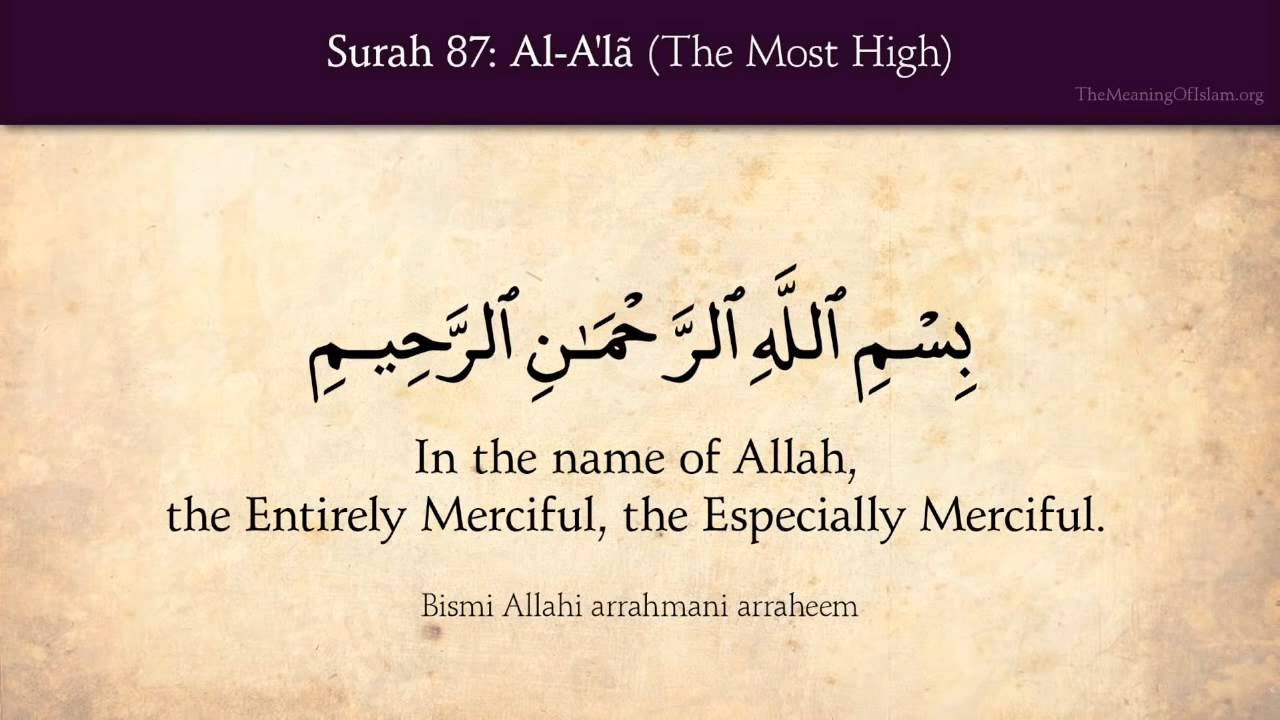 Surah 87: Al-A'lã (The Most High)
TheMeaningOfIslam.org
بِسْمِ ٱللَّهِ ٱلرَّحْمَٰنِ ٱلرَّحِيمِ
In the name of Allah,
the Entirely Merciful, the Especially Merciful.
Bismi Allahi arrahmani arraheem